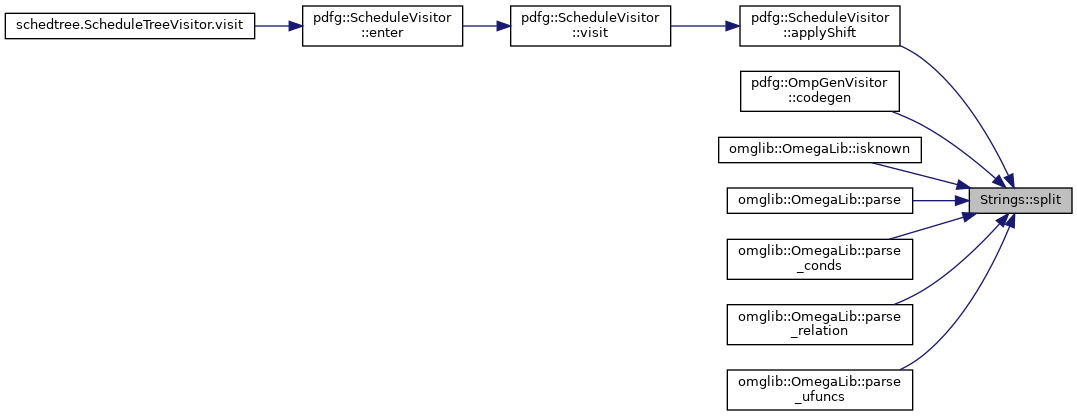 schedtree.ScheduleTreeVisitor.visit
pdfg::ScheduleVisitor
::enter
pdfg::ScheduleVisitor
::visit
pdfg::ScheduleVisitor
::applyShift
pdfg::OmpGenVisitor
::codegen
omglib::OmegaLib::isknown
omglib::OmegaLib::parse
omglib::OmegaLib::parse
_conds
omglib::OmegaLib::parse
_relation
omglib::OmegaLib::parse
_ufuncs
Strings::split